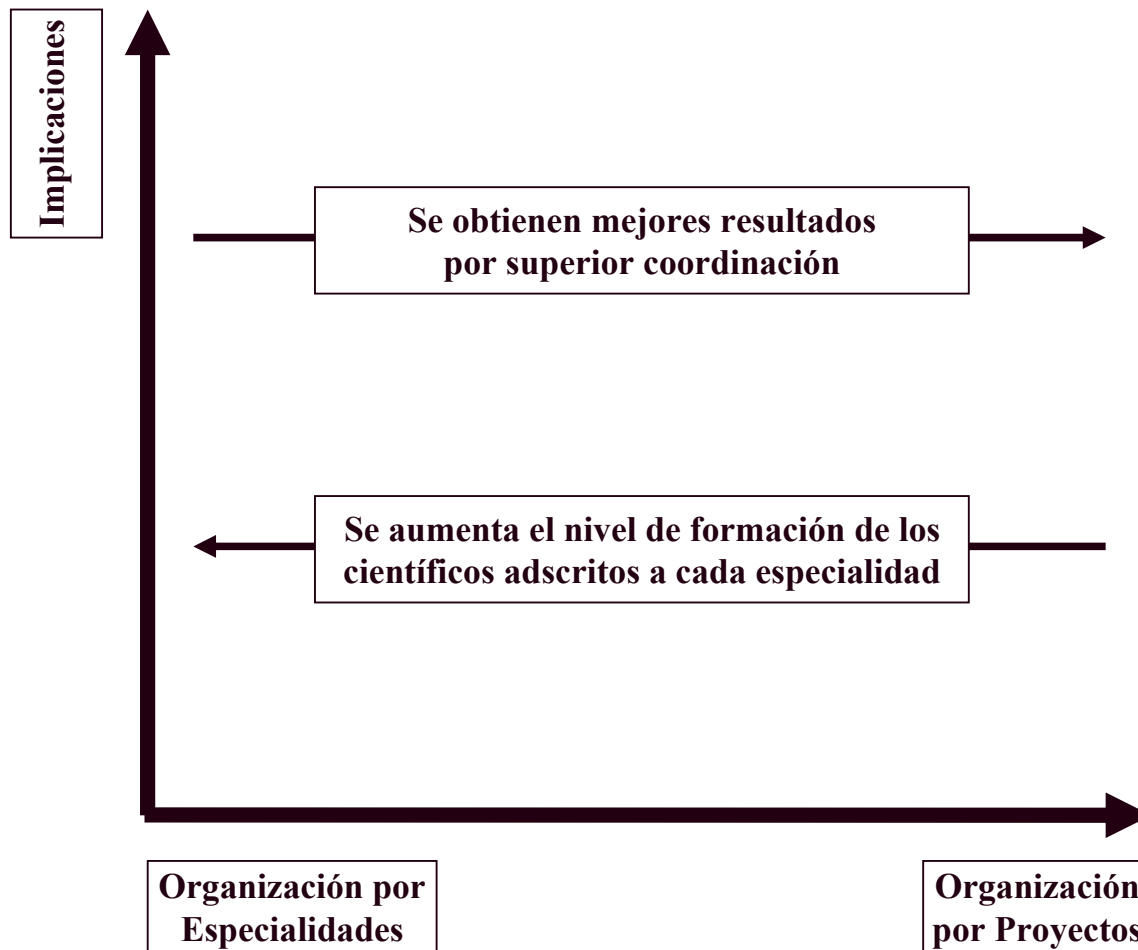 Implicaciones
Se obtienen mejores resultados
por superior coordinación
Se aumenta el nivel de formación de los
científicos adscritos a cada especialidad
Organización por
Especialidades
Organización
por Proyectos